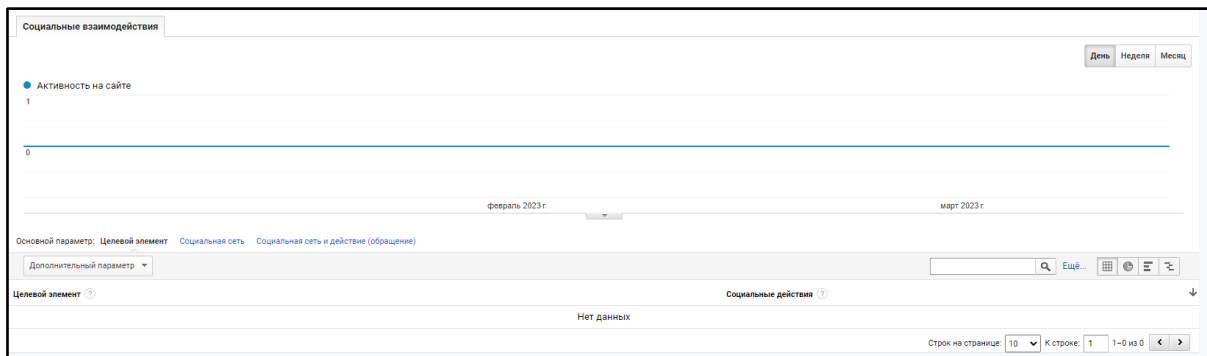 Социальные взаимодействия
День Неделя Месяц
Активность на сайте
1
0
февраль 2023 г. март 2023 г.
Основной параметр: Целевой элемент Социальная сеть Социальная сеть и действие (обращение)
Дополнительный параметр Ещё...
Целевой элемент ? Социальные действия ?
Нет данных
Строк на странице: 10 К строке: 1 1–0 из 0